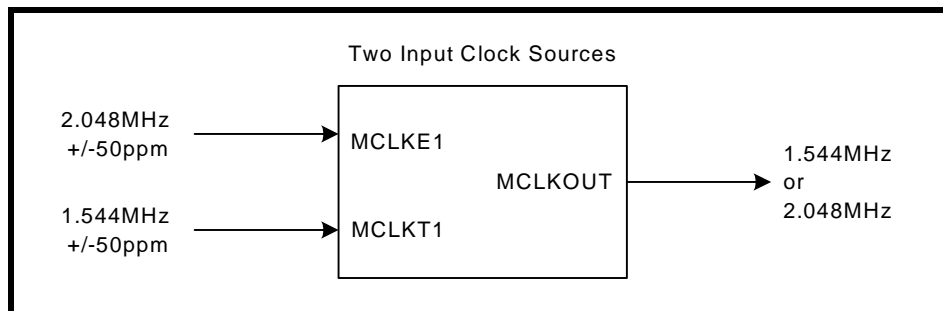 Two Input Clock Sources
2.048MHz
+/-50ppm
MCLKE1
MCLKOUT
1.544MHz
or
2.048MHz
1.544MHz
+/-50ppm
MCLKT1